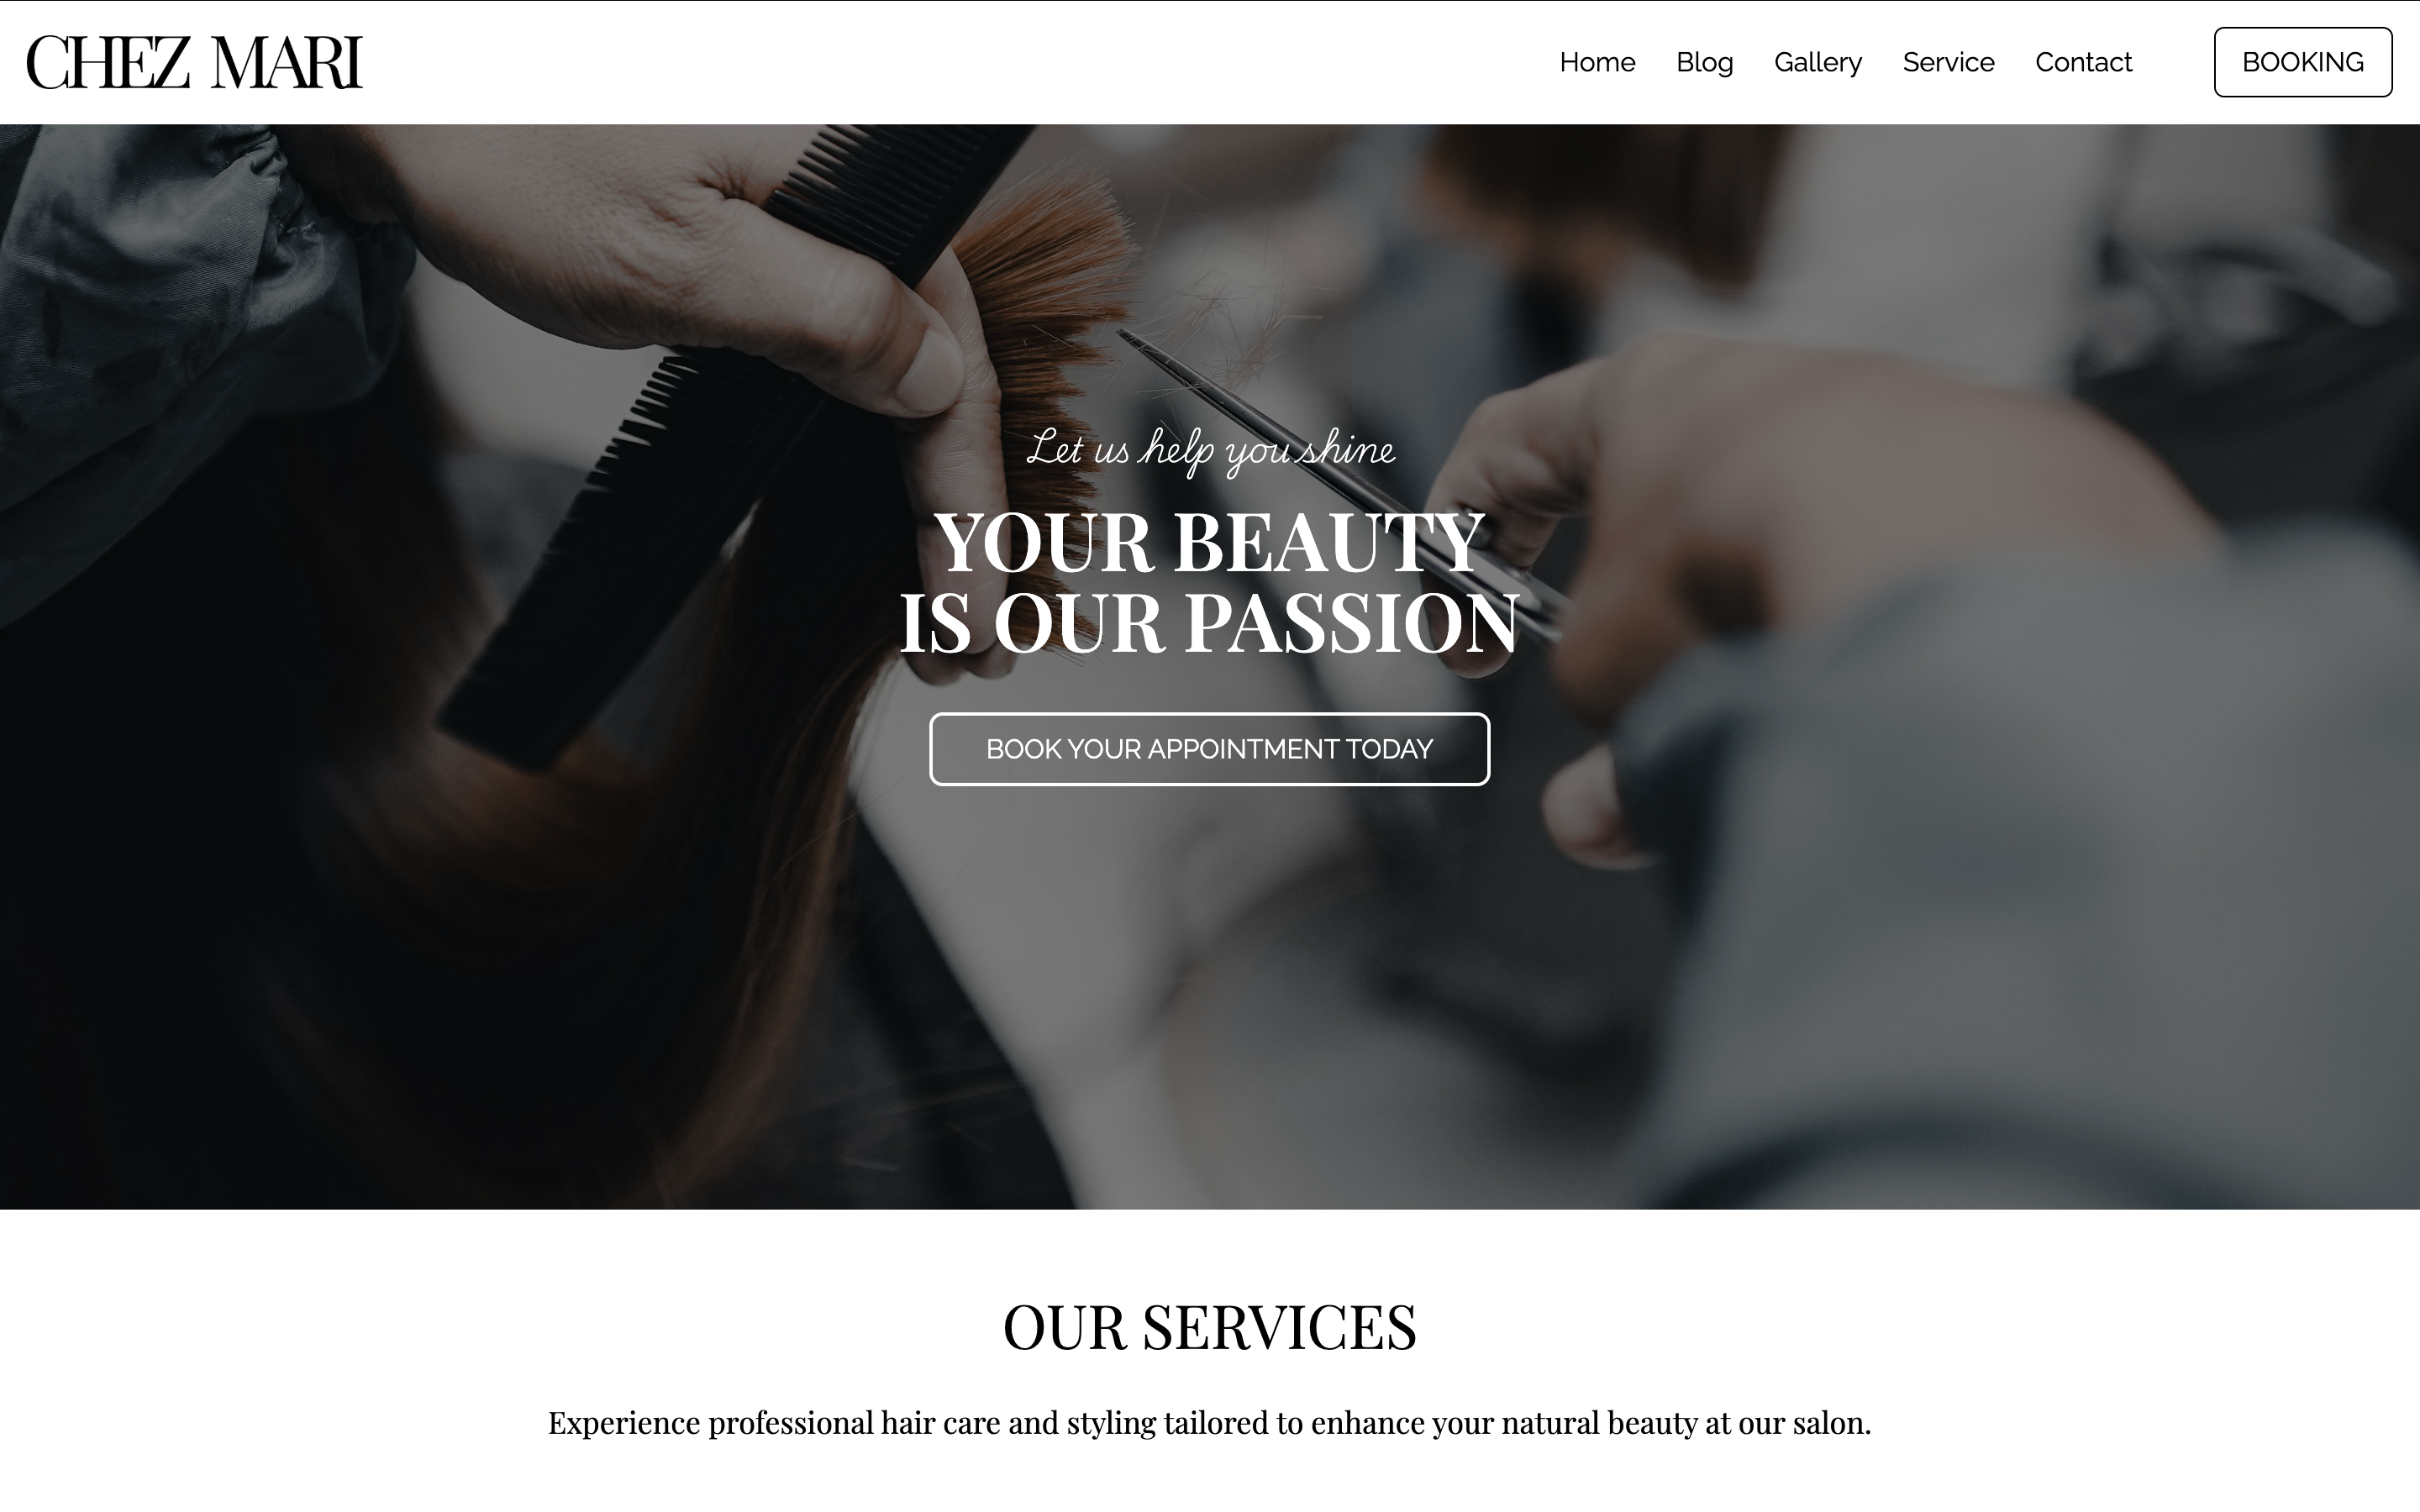 CHEZ MARI
Home Blog Gallery Service Contact BOOKING
Let us help you shine
YOUR BEAUTY
IS OUR PASSION
BOOK YOUR APPOINTMENT TODAY
OUR SERVICES
Experience professional hair care and styling tailored to enhance your natural beauty at our salon.